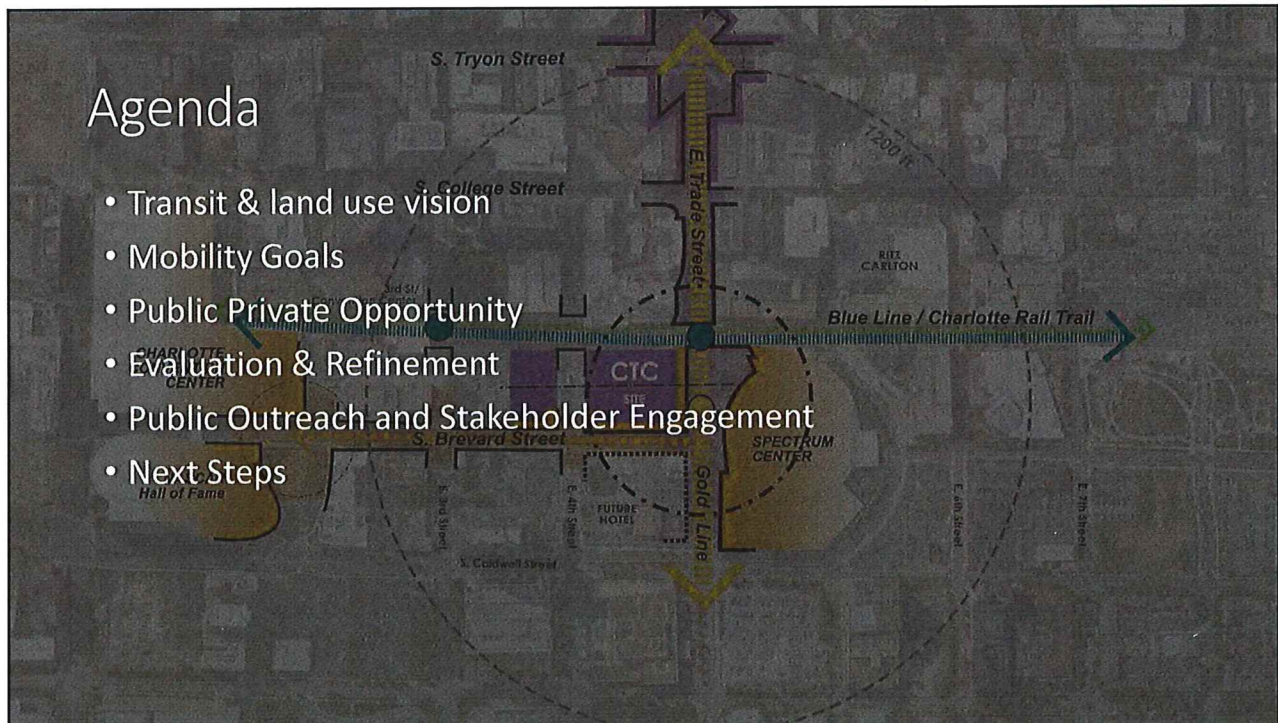 Agenda
• Transit & land use vision
• Mobility Goals
• Public Private Opportunity
• Evaluation & Refinement
• Public Outreach and Stakeholder Engagement
• Next Steps
S. Tryon Street
S. College Street
E. Trade Street
1200 ft
RITZ
CARLTON
3rd St/
Blue Line / Charlotte Rail Trail
CHARLOTTE
CENTER
CTC
SITE
S. Brevard Street
SPECTRUM
CENTER
Hall of Fame
E. 3rd Street
E. 4th Street
FUTURE
HOTEL
Gold Line
E. 6th Street
E. 7th Street
S. Caldwell Street